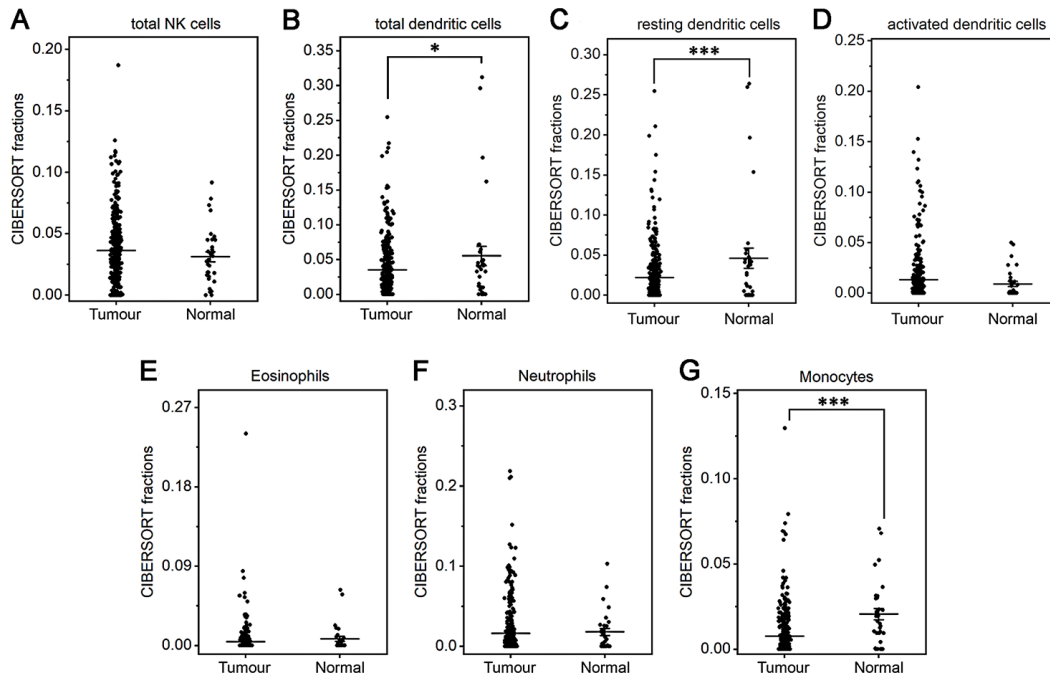 A total NK cells
CIBERSORT fractions
0.20
0.15
0.10
0.05
0.00
Tumour Normal
B total dendritic cells
CIBERSORT fractions
0.35
0.30
0.25
0.20
0.15
0.10
0.05
0.00
*
Tumour Normal
C resting dendritic cells
CIBERSORT fractions
0.30
0.25
0.20
0.15
0.10
0.05
0.00
***
Tumour Normal
D activated dendritic cells
CIBERSORT fractions
0.25
0.20
0.15
0.10
0.05
0.00
Tumour Normal
E Eosinophils
CIBERSORT fractions
0.27
0.18
0.09
0.00
Tumour Normal
F Neutrophils
CIBERSORT fractions
0.3
0.2
0.1
0.0
Tumour Normal
G Monocytes
CIBERSORT fractions
0.15
0.10
0.05
0.00
***
Tumour Normal